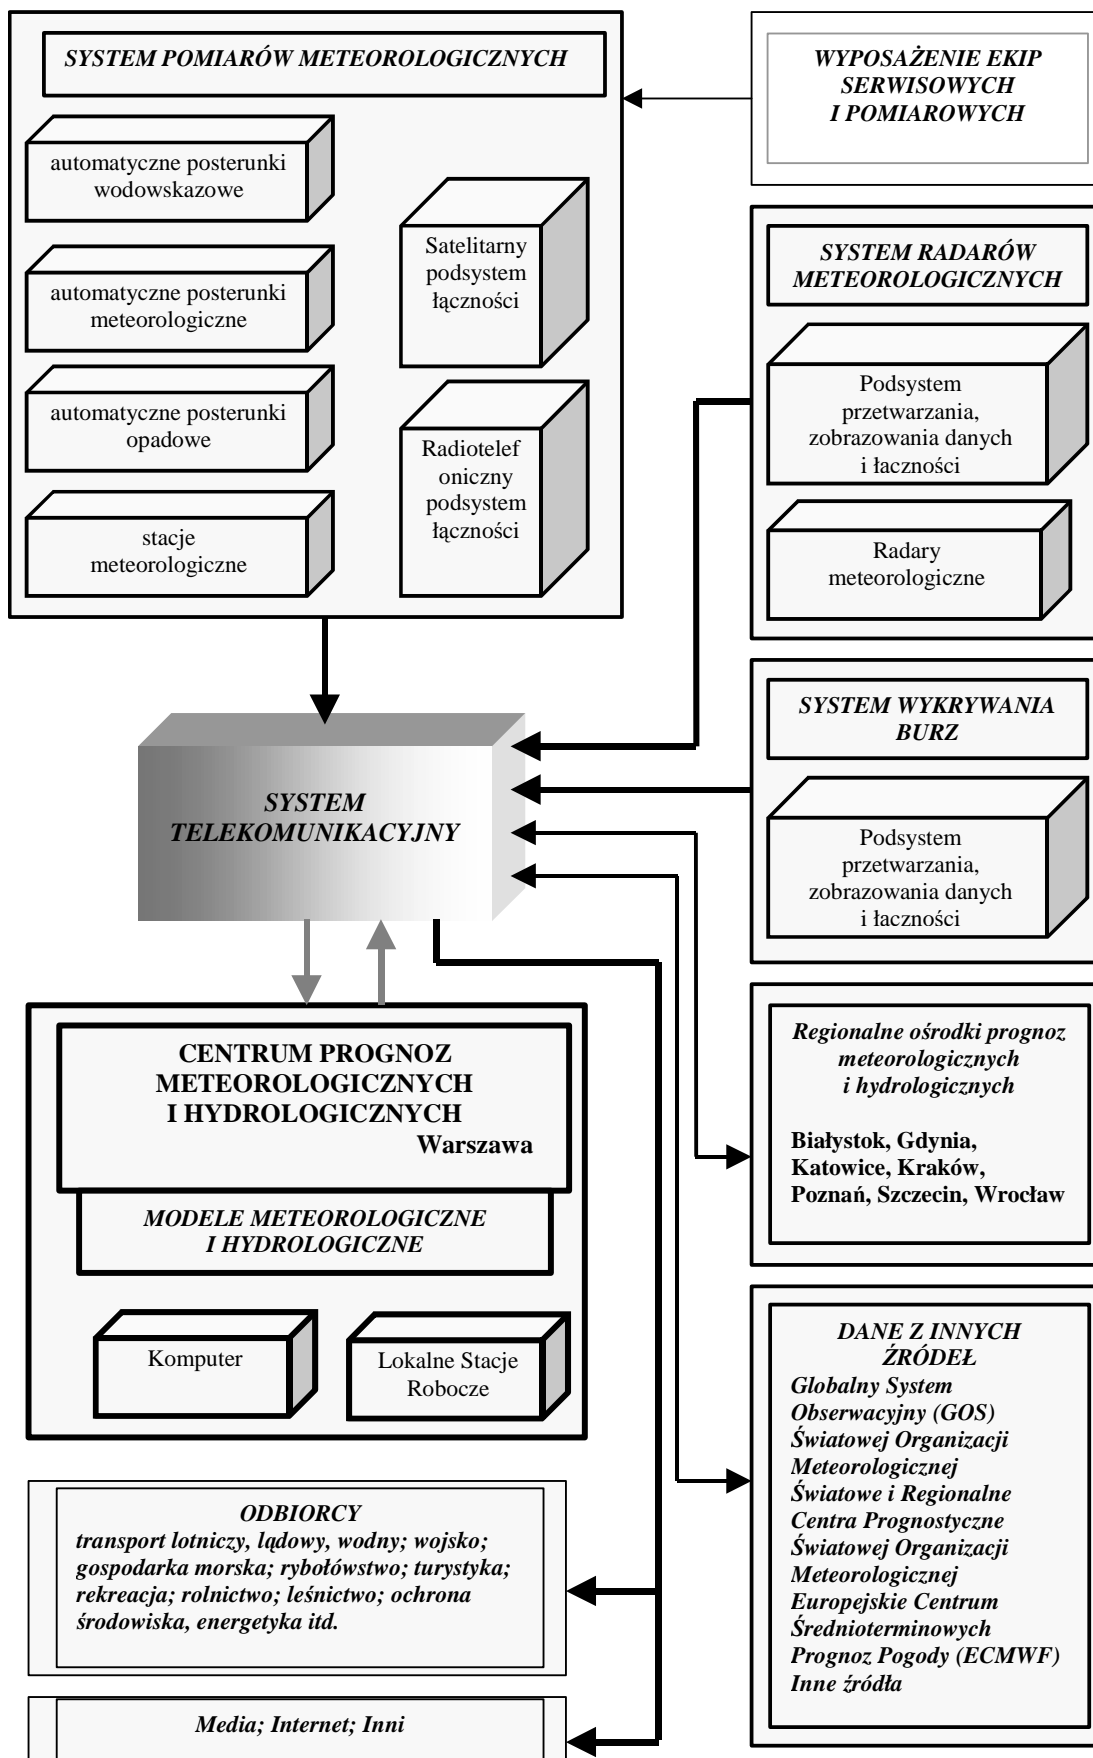 SYSTEM POMIARÓW METEOROLOGICZNYCH
automatyczne posterunki
wodowskazowe
automatyczne posterunki
meteorologiczne
automatyczne posterunki
opadowe
stacje
meteorologiczne
Satelitarny
podsystem
łączności
Radiotelef
oniczny
podsystem
łączności
WYPOSAŻENIE EKIP
SERWISOWYCH
I POMIAROWYCH
SYSTEM RADARÓW
METEOROLOGICZNYCH
Podsystem
przetwarzania,
zobrazowania danych
i łaczności
Radary
meteorologiczne
SYSTEM WYKRYWANIA
BURZ
Podsystem
przetwarzania,
zobrazowania danych
i łaczności
SYSTEM
TELEKOMUNIKACYJNY
CENTRUM PROGNOZ
METEOROLOGICZNYCH
I HYDROLOGICZNYCH
Warszawa
MODELE METEOROLOGICZNE
I HYDROLOGICZNE
Komputer
Lokalne Stacje
Robocze
Regionalne ośrodki prognoz
meteorologicznych
i hydrologicznych
Białystok, Gdynia,
Katowice, Kraków,
Poznań, Szczecin, Wrocław
DANE Z INNYCH
ŹRÓDEŁ
Globalny System
Obserwacyjny (GOS)
Światowej Organizacji
Meteorologicznej
Światowe i Regionalne
Centra Prognostyczne
Światowej Organizacji
Meteorologicznej
Europejskie Centrum
Średnioterminowych
Prognoz Pogody (ECMWF)
Inne źródła
ODBIORCY
transport lotniczy, lądowy, wodny; wojsko;
gospodarka morska; rybołówstwo; turystyka;
rekreacja; rolnictwo; leśnictwo; ochrona
środowiska, energetyka itd.
Media; Internet; Inni